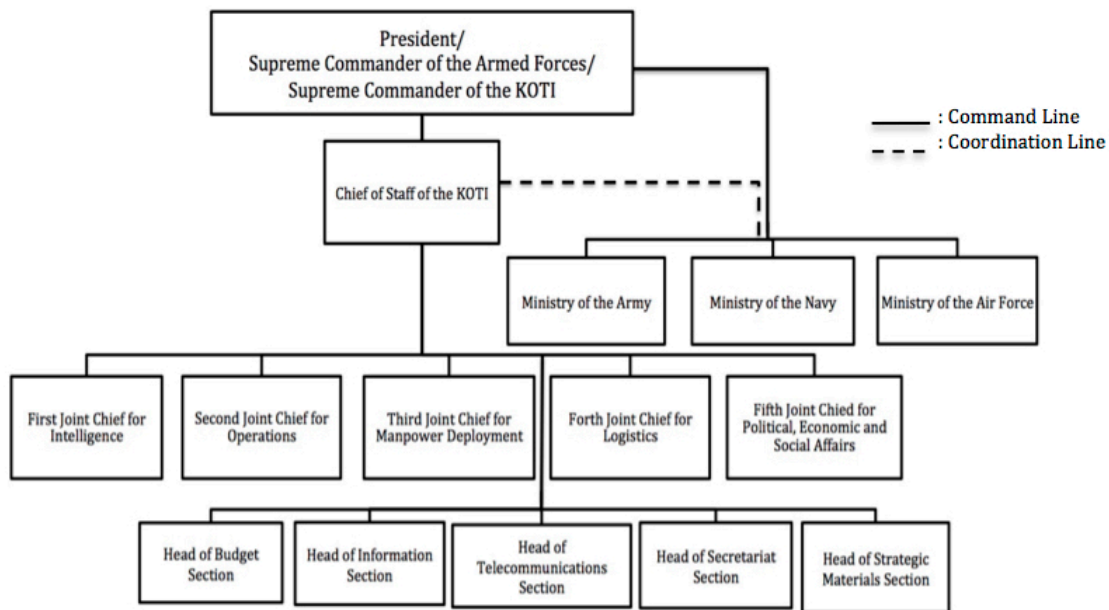 President/
Supreme Commander of the Armed Forces/
Supreme Commander of the KOTI
: Command Line
: Coordination Line
Chief of Staff of the KOTI
Ministry of the Army
Ministry of the Navy
Ministry of the Air Force
First Joint Chief for
Intelligence
Second Joint Chief for
Operations
Third Joint Chief for
Manpower Deployment
Forth Joint Chief for
Logistics
Fifth Joint Chied for
Political, Economic and
Social Affairs
Head of Budget
Section
Head of Information
Section
Head of
Telecommunications
Section
Head of Secretariat
Section
Head of Strategic
Materials Section